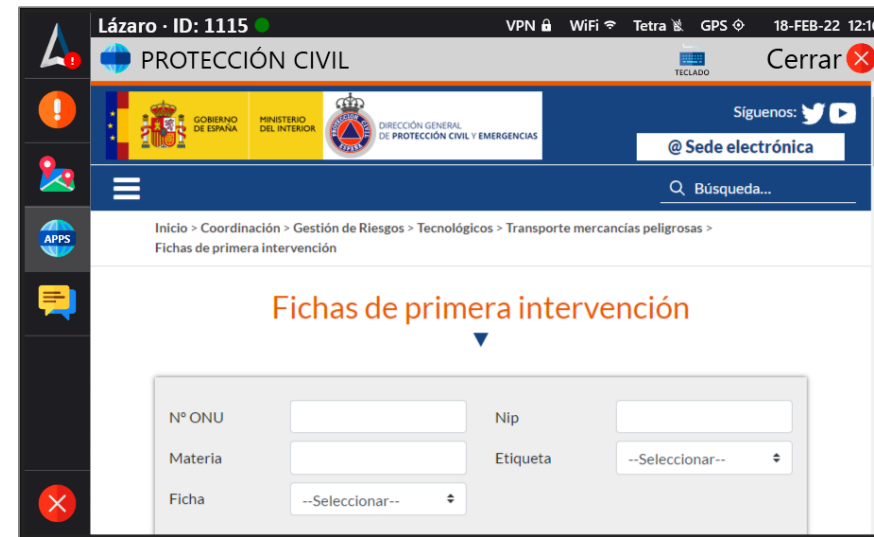 Lázaro · ID: 1115 VPN WiFi Tetra GPS 18-FEB-22
PROTECCIÓN CIVIL TECLADO Cerrar
GOBIERNO DE ESPAÑA
MINISTERIO DEL INTERIOR
DIRECCIÓN GENERAL
DE PROTECCIÓN CIVIL Y EMERGENCIAS
Síguenos:
@ Sede electrónica
Búsqueda...
APPS
Inicio > Coordinación > Gestión de Riesgos > Tecnológicos > Transporte mercancías peligrosas >
Fichas de primera intervención
Fichas de primera intervención
Nº ONU Nip
Materia Etiqueta --Seleccionar--
Ficha --Seleccionar--